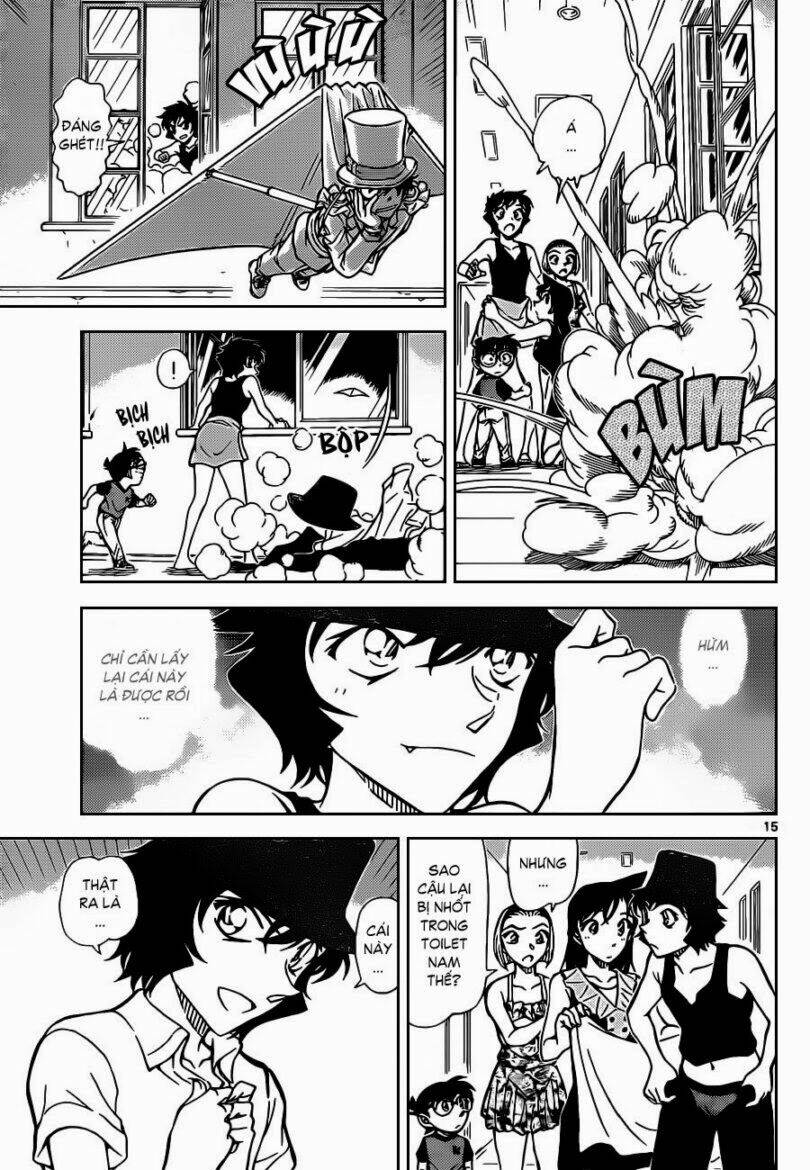 Á
...
BÙM
VÙ Ù Ù
ĐÁNG
GHÉT!!
!
BỊCH
BỊCH
BỘP
HỪM
...
CHỈ CẦN LẤY
LẠI CÁI NÀY
LÀ ĐƯỢC RỒI
...
15
NHƯNG
...
SAO
CẬU LẠI
BỊ NHỐT
TRONG
TOILET
NAM
THẾ?
CÁI
NÀY
...
THẬT
RA LÀ
...